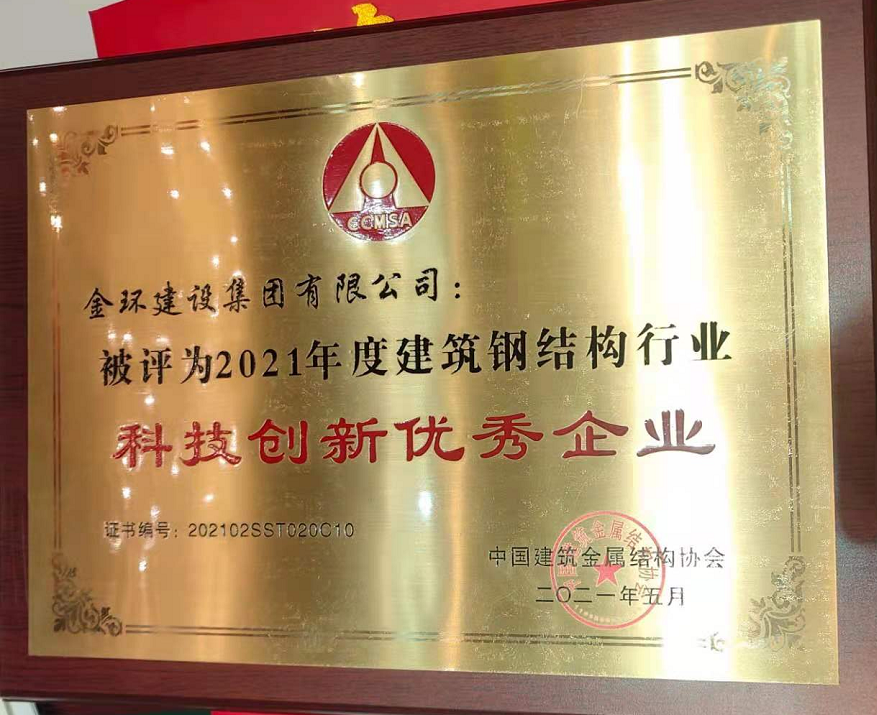 CCMSA
金环建设集团有限公司：
被评为2021年度建筑钢结构行业
科技创新优秀企业
证书编号：202102SST020C10
中国建筑金属结构协会
二〇二一年五月